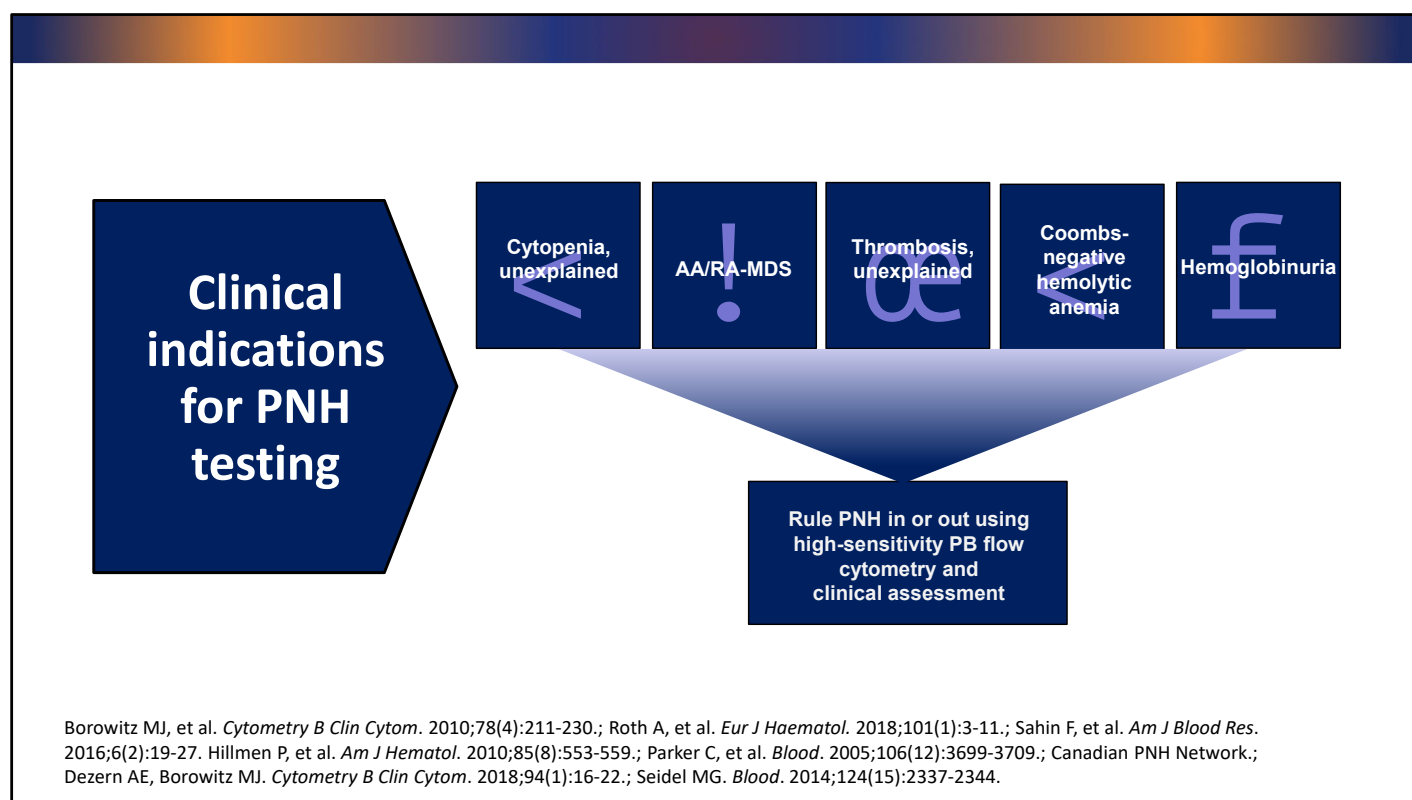 Clinical
indications
for PNH
testing
<
Cytopenia,
unexplained
!
AA/RA-MDS
œ
Thrombosis,
unexplained
<
Coombs-
negative
hemolytic
anemia
£
Hemoglobinuria
Rule PNH in or out using
high-sensitivity PB flow
cytometry and
clinical assessment
Borowitz MJ, et al. Cytometry B Clin Cytom. 2010;78(4):211-230.; Roth A, et al. Eur J Haematol. 2018;101(1):3-11.; Sahin F, et al. Am J Blood Res.
2016;6(2):19-27. Hillmen P, et al. Am J Hematol. 2010;85(8):553-559.; Parker C, et al. Blood. 2005;106(12):3699-3709.; Canadian PNH Network.;
Dezern AE, Borowitz MJ. Cytometry B Clin Cytom. 2018;94(1):16-22.; Seidel MG. Blood. 2014;124(15):2337-2344.